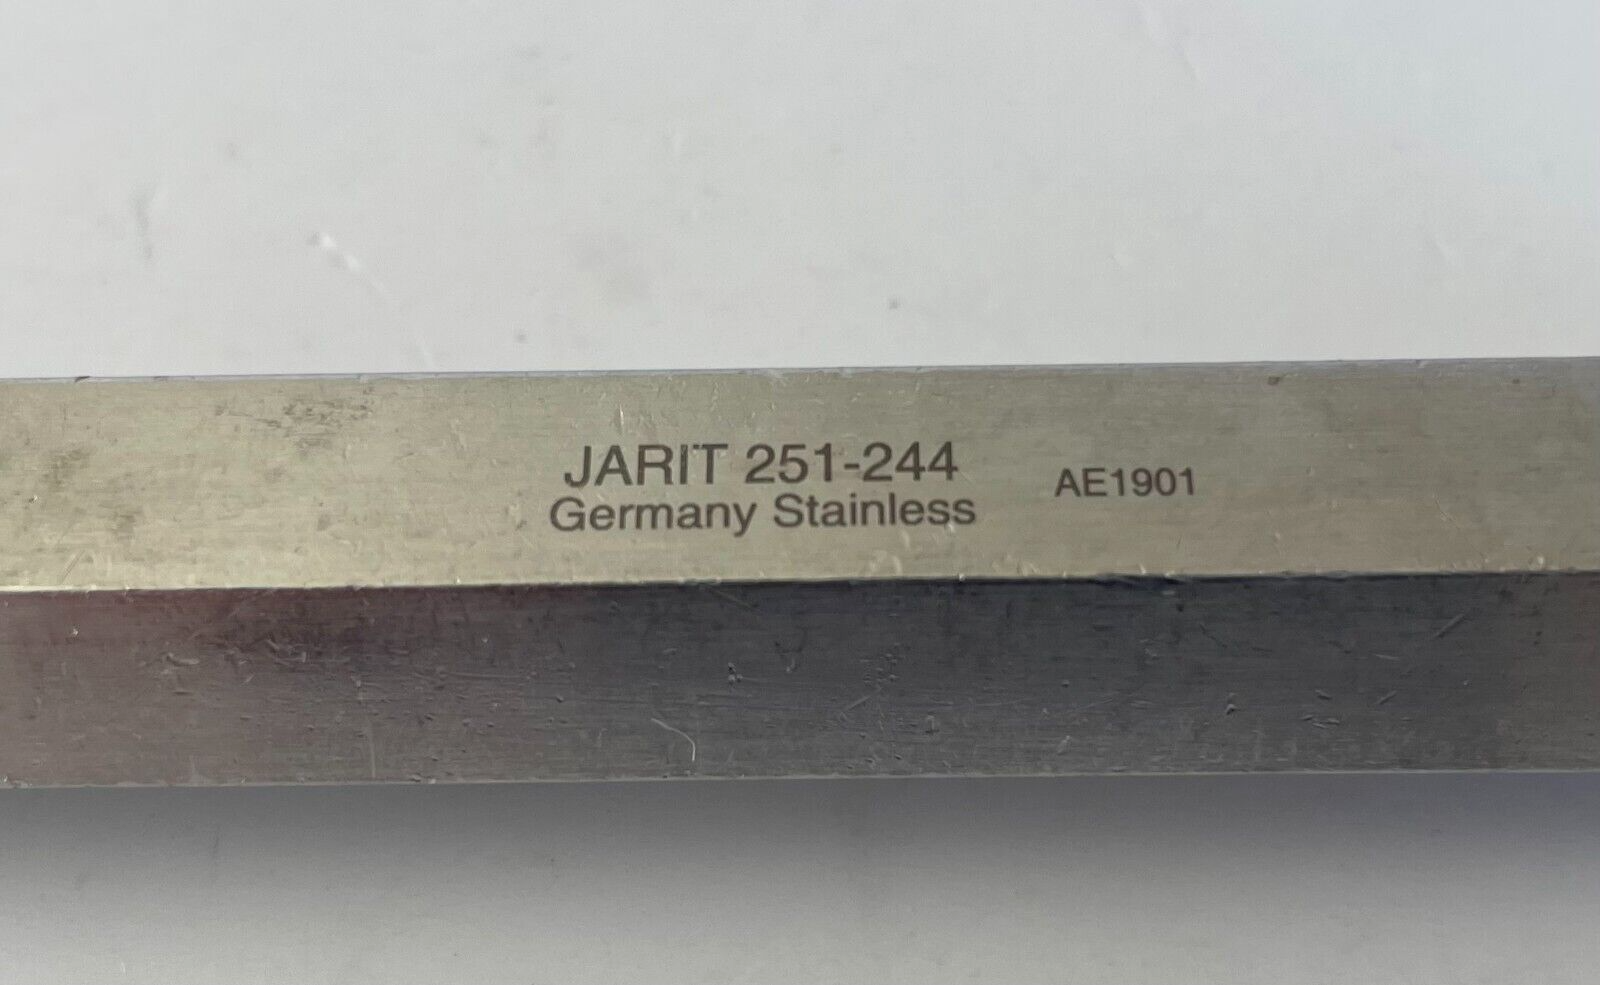 JARIT 251-244
Germany Stainless
AE1901